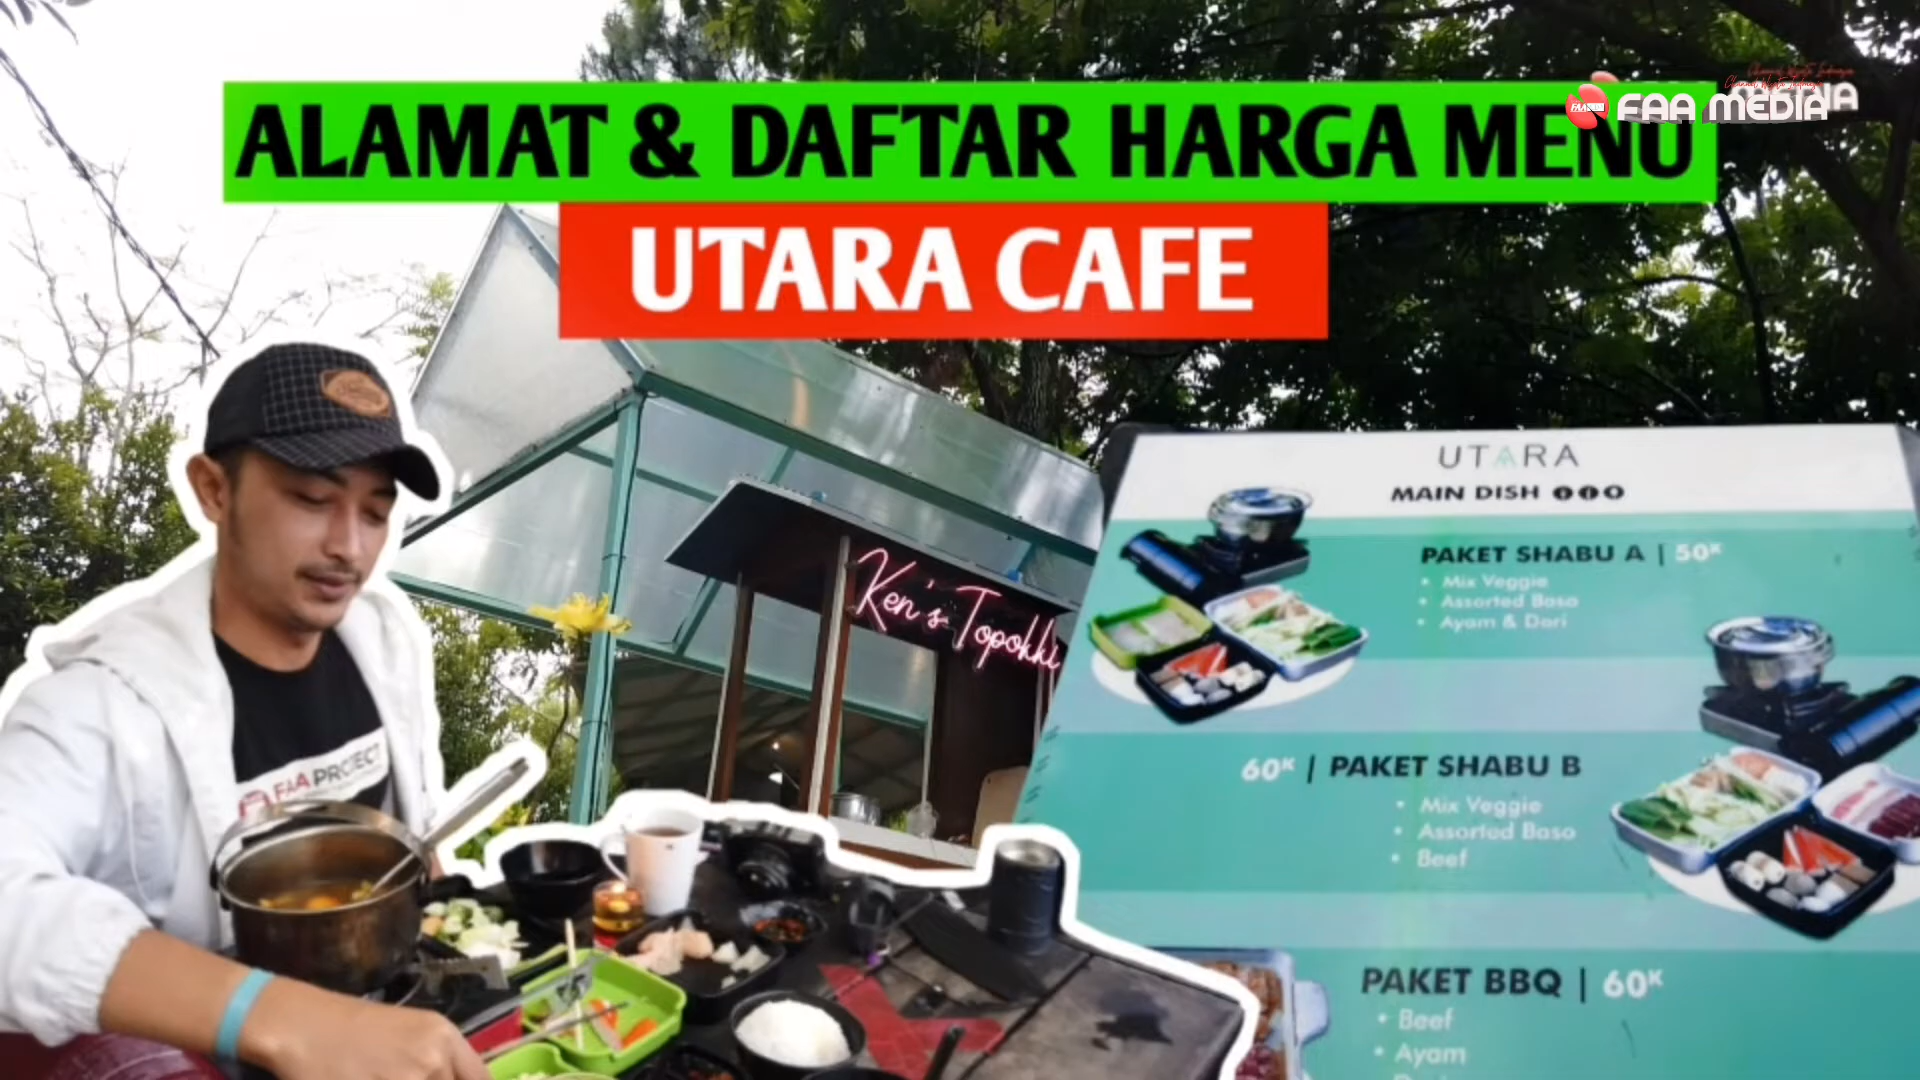 ALAMAT & DAFTAR HARGA MENU
UTARA CAFE
FAA MEDIA
MEDIA
Ken's Topokki
FAA PROJECT
UTARA
MAIN DISH
PAKET SHABU A | 50K
• Mix Veggie
• Assorted Baso
• Ayam & Dori
60K | PAKET SHABU B
• Mix Veggie
• Assorted Baso
• Beef
PAKET BBQ | 60K
• Beef
• Ayam